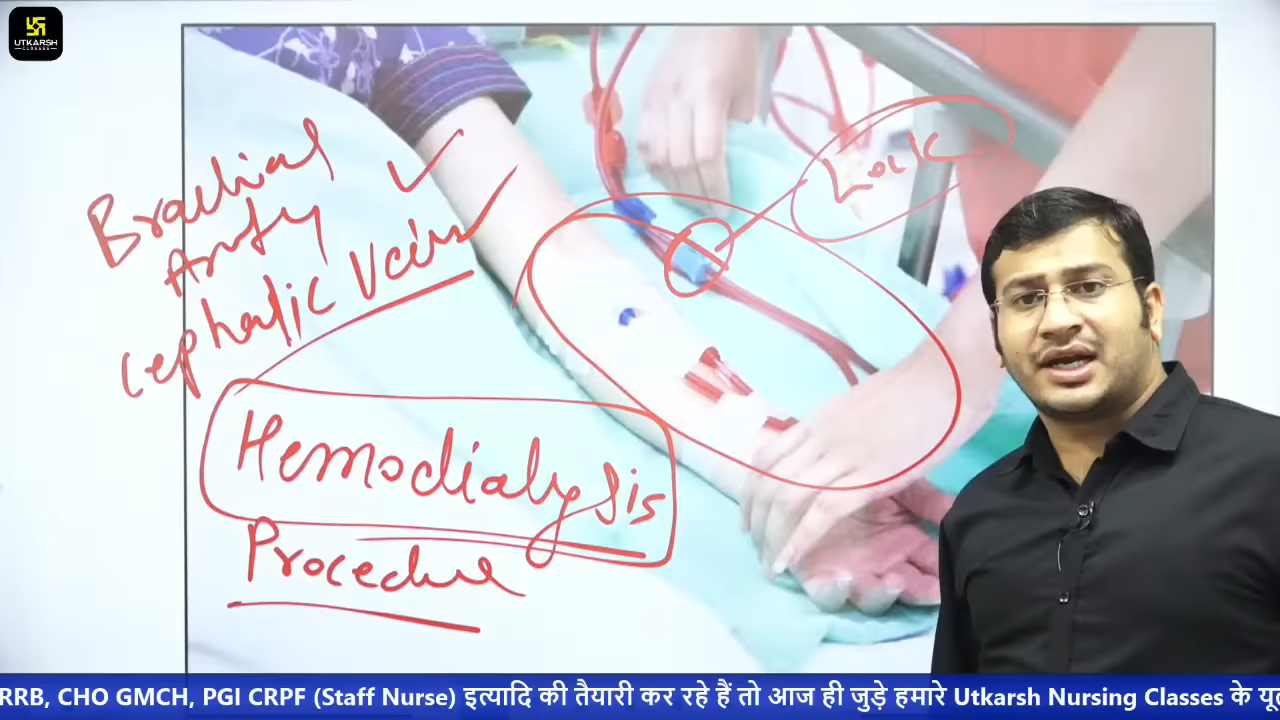 UTKARSH
CLASSES
Brachial
Artery
Cephalic Vein
Lock
Hemodialysis
Procedure
RRB, CHO GMCH, PGI CRPF (Staff Nurse) इत्यादि की तैयारी कर रहे हैं तो आज ही जुड़े हमारे Utkarsh Nursing Classes के यू